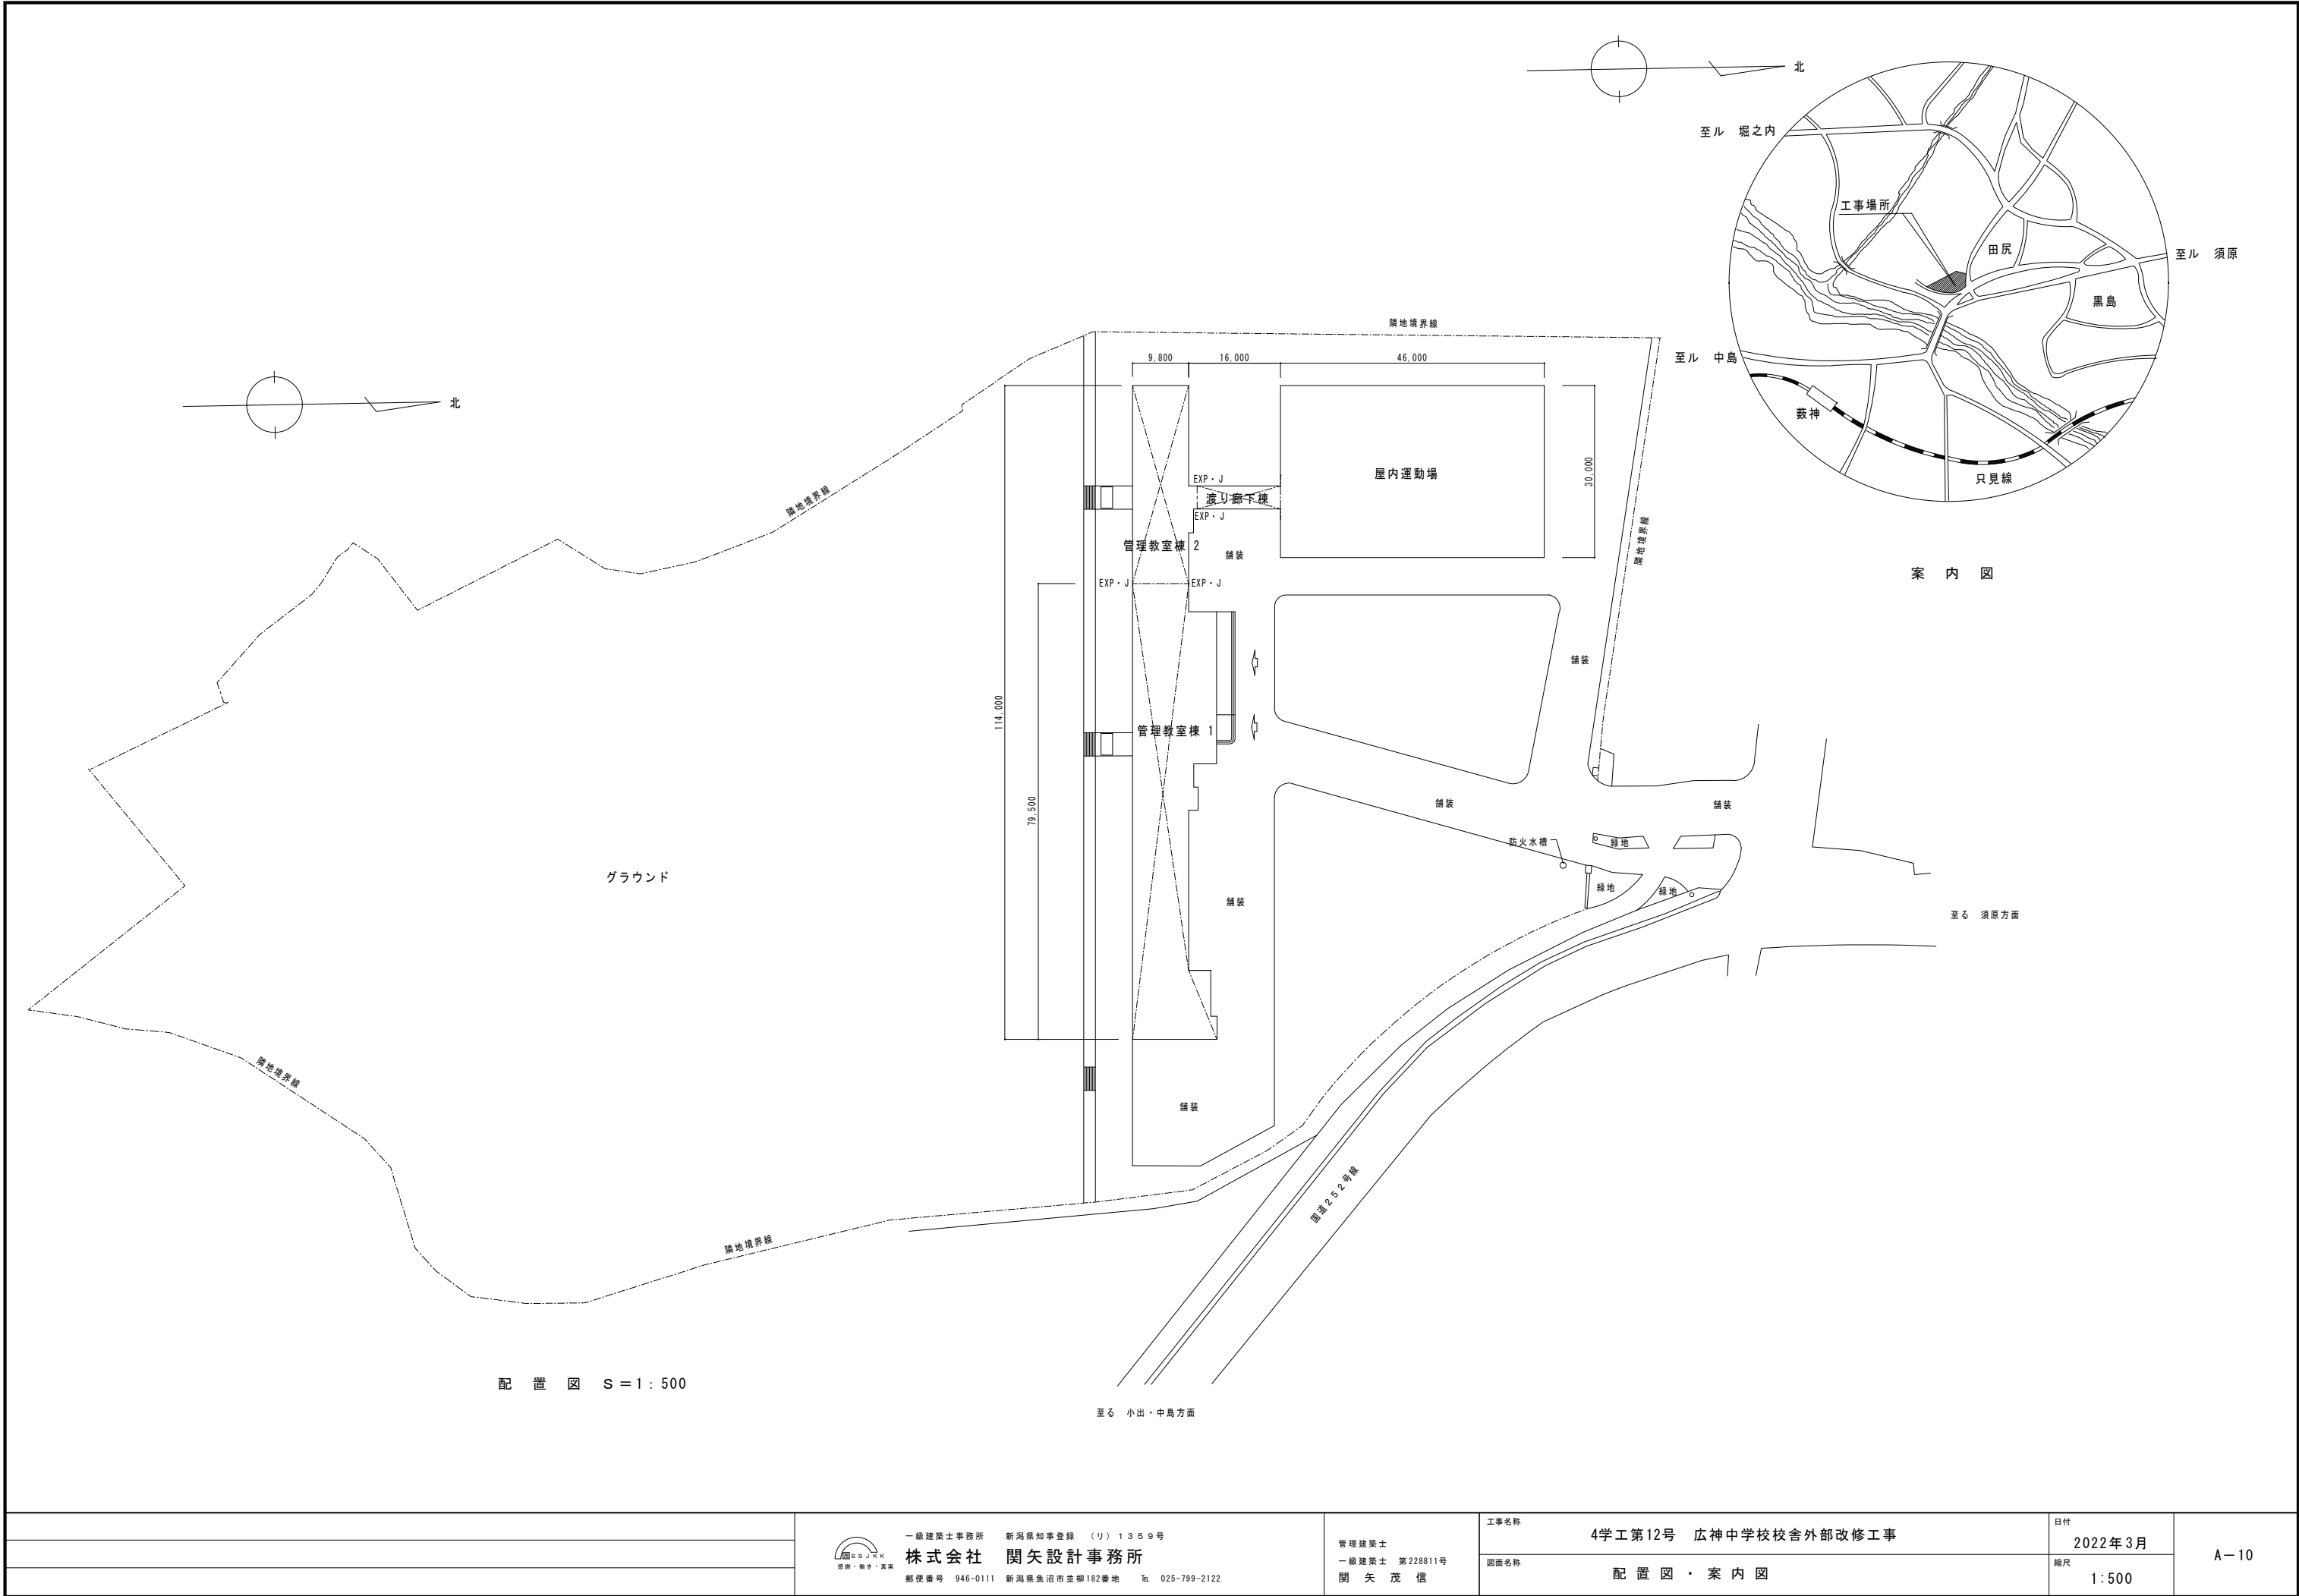 北
至ル 堀之内
工事場所
田尻
至ル 須原
黒島
至ル 中島
薮神
只見線
案 内 図
北
隣地境界線
9,800
16,000
46,000
隣地境界線
EXP・J
渡り廊下棟
EXP・J
屋内運動場
30,000
隣地境界線
管理教室棟 2
舗装
EXP・J
EXP・J
舗装
114,000
管理教室棟 1
79,500
舗装
舗装
防火水槽
緑地
グラウンド
緑地
緑地
舗装
至る 須原方面
隣地境界線
舗装
国道252号線
隣地境界線
配 置 図 S=1:500
至る 小出・中島方面
SSJKK
感謝・働き・真実
一級建築士事務所 新潟県知事登録 (リ)1359号
株式会社 関矢設計事務所
郵便番号 946-0111 新潟県魚沼市並柳182番地 ℡ 025-799-2122
管理建築士
一級建築士 第228811号
関 矢 茂 信
工事名称
4学工第12号 広神中学校校舎外部改修工事
図面名称
配 置 図 ・ 案 内 図
日付
2022年3月
縮尺
1:500
A-10